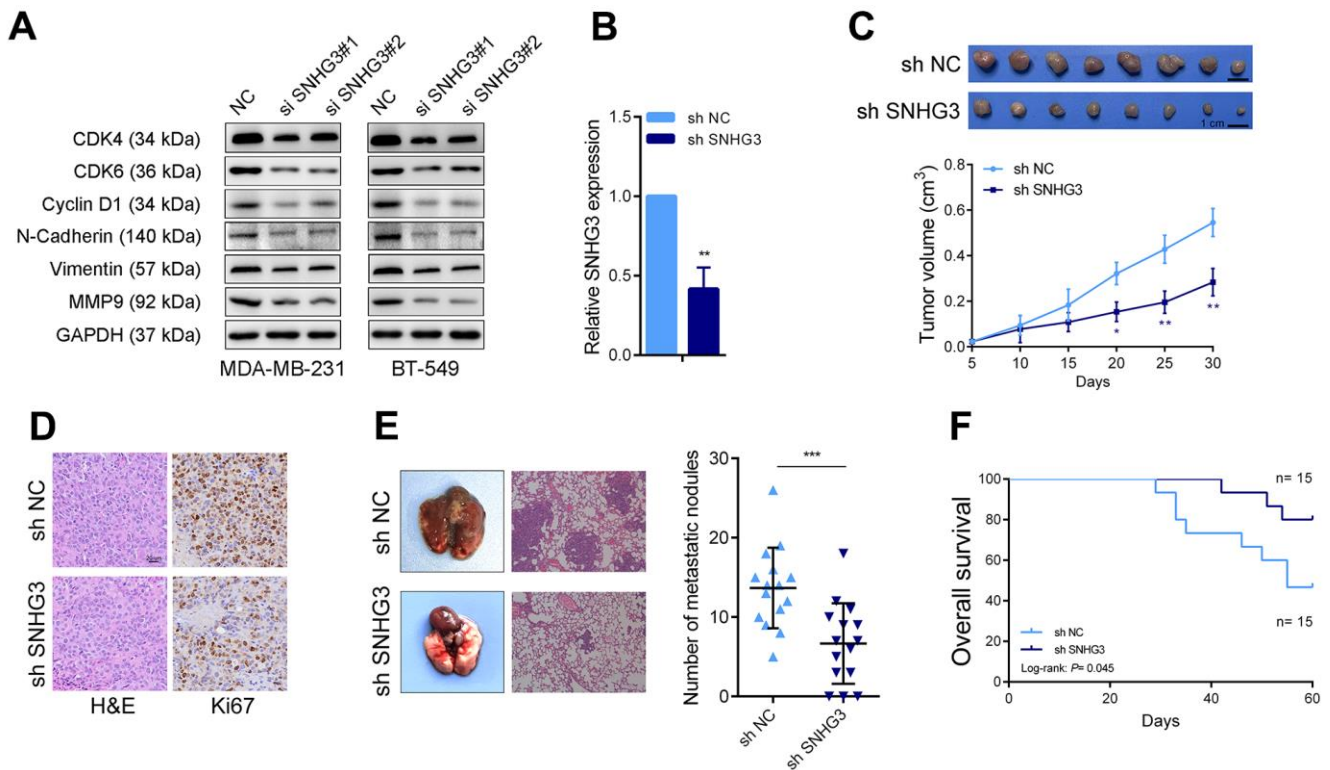 A
NC
si SNHG3#1
si SNHG3#2
NC
si SNHG3#1
si SNHG3#2
CDK4 (34 kDa)
CDK6 (36 kDa)
Cyclin D1 (34 kDa)
N-Cadherin (140 kDa)
Vimentin (57 kDa)
MMP9 (92 kDa)
GAPDH (37 kDa)
MDA-MB-231
BT-549
B
sh NC
sh SNHG3
Relative SNHG3 expression
1.5
1.0
0.5
0.0
**
C
sh NC
sh SNHG3
1 cm
sh NC
sh SNHG3
Tumor volume (cm3)
0.8
0.6
0.4
0.2
0.0
* ** **
5 10 15 20 25 30
Days
D
sh NC
sh SNHG3
H&E
Ki67
E
sh NC
sh SNHG3
Number of metastatic nodules
30
20
10
0
***
sh NC
sh SNHG3
F
Overall survival
100
80
60
40
20
0
n= 15
n= 15
sh NC
sh SNHG3
Log-rank: P= 0.045
0 20 40 60
Days